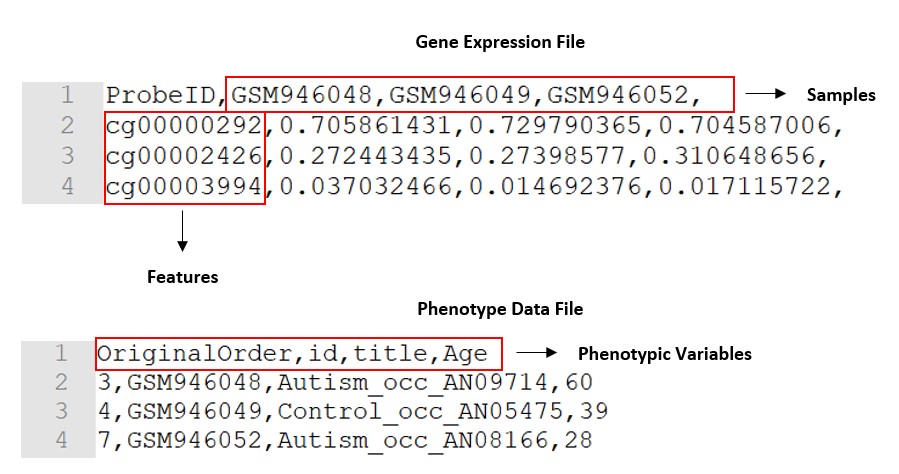 Gene Expression File
1 ProbeID,GSM946048,GSM946049,GSM946052, Samples
2 cg00000292,0.705861431,0.729790365,0.704587006,
3 cg00002426,0.272443435,0.27398577,0.310648656,
4 cg00003994,0.037032466,0.014692376,0.017115722,
Features
Phenotype Data File
1 OriginalOrder,id,title,Age Phenotypic Variables
2 3,GSM946048,Autism_occ_AN09714,60
3 4,GSM946049,Control_occ_AN05475,39
4 7,GSM946052,Autism_occ_AN08166,28